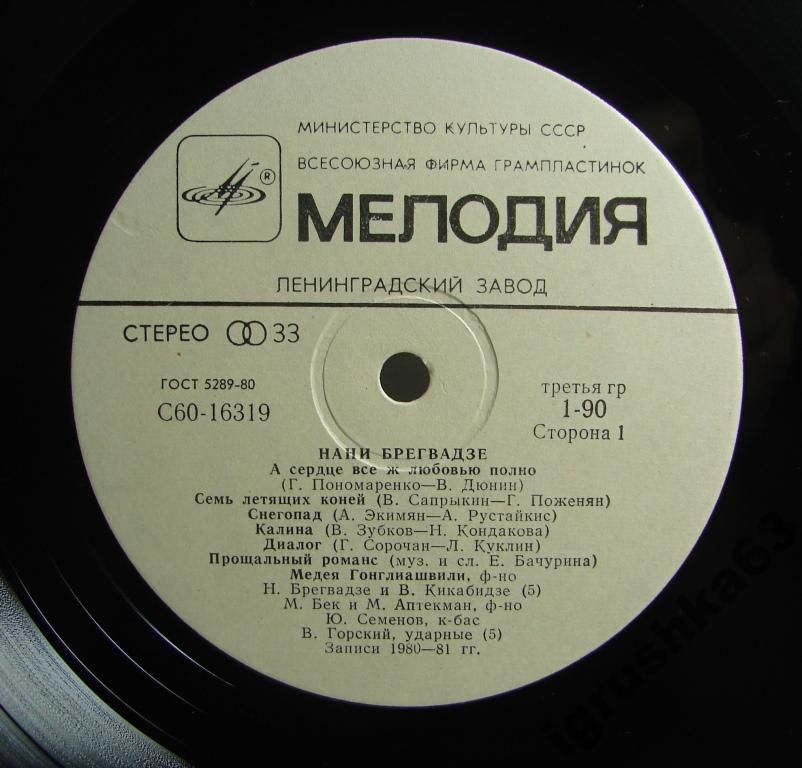 МИНИСТЕРСТВО КУЛЬТУРЫ СССР
ВСЕСОЮЗНАЯ ФИРМА ГРАМПЛАСТИНОК
®
МЕЛОДИЯ
ЛЕНИНГРАДСКИЙ ЗАВОД
СТЕРЕО 33
ГОСТ 5289-80
С60-16319
третья гр
1-90
Сторона 1
НАНИ БРЕГВАДЗЕ
А сердце все ж любовью полно
(Г. Пономаренко—В. Дюнин)
Семь летящих коней (В. Сапрыкин—Г. Поженян)
Снегопад (А. Экимян—А. Рустайкис)
Калина (В. Зубков—Н. Кондакова)
Диалог (Г. Сорочан—Л. Куклин)
Прощальный романс (муз. и сл. Е. Бачурина)
Медея Гонглиашвили, ф-но
Н. Брегвадзе и В. Кикабидзе (5)
М. Бек и М. Аптекман, ф-но
Ю. Семенов, к-бас
В. Горский, ударные (5)
Записи 1980—81 гг.
igrushka63